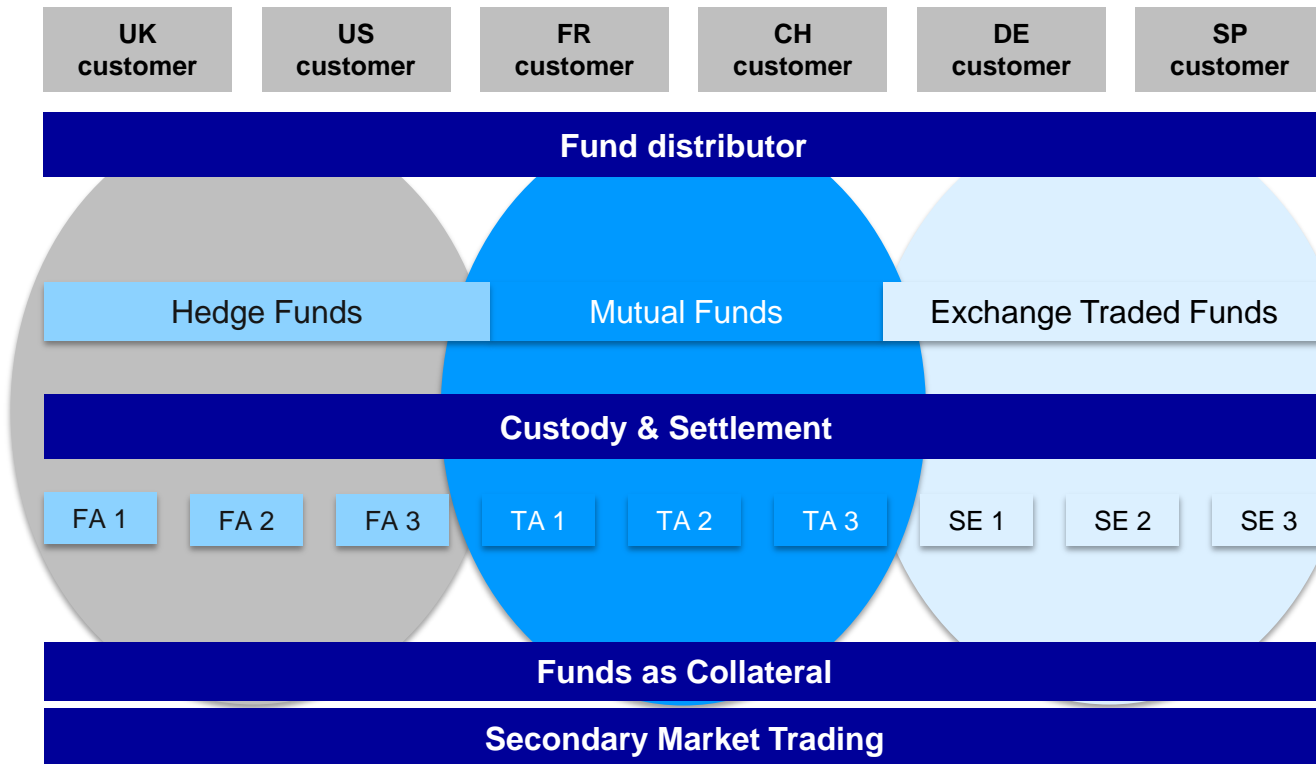 UK
customer
US
customer
FR
customer
CH
customer
DE
customer
SP
customer
Fund distributor
Hedge Funds
Mutual Funds
Exchange Traded Funds
Custody & Settlement
FA 1
FA 2
FA 3
TA 1
TA 2
TA 3
SE 1
SE 2
SE 3
Funds as Collateral
Secondary Market Trading